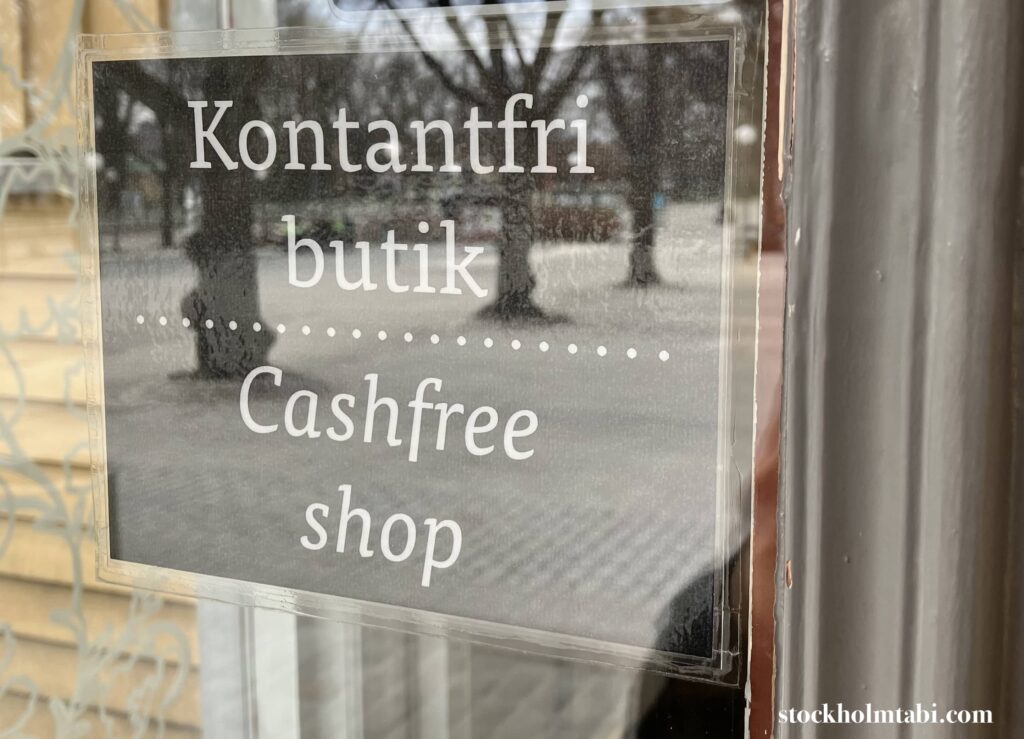 Kontantfri
butik
Cashfree
shop
stockholmtabi.com